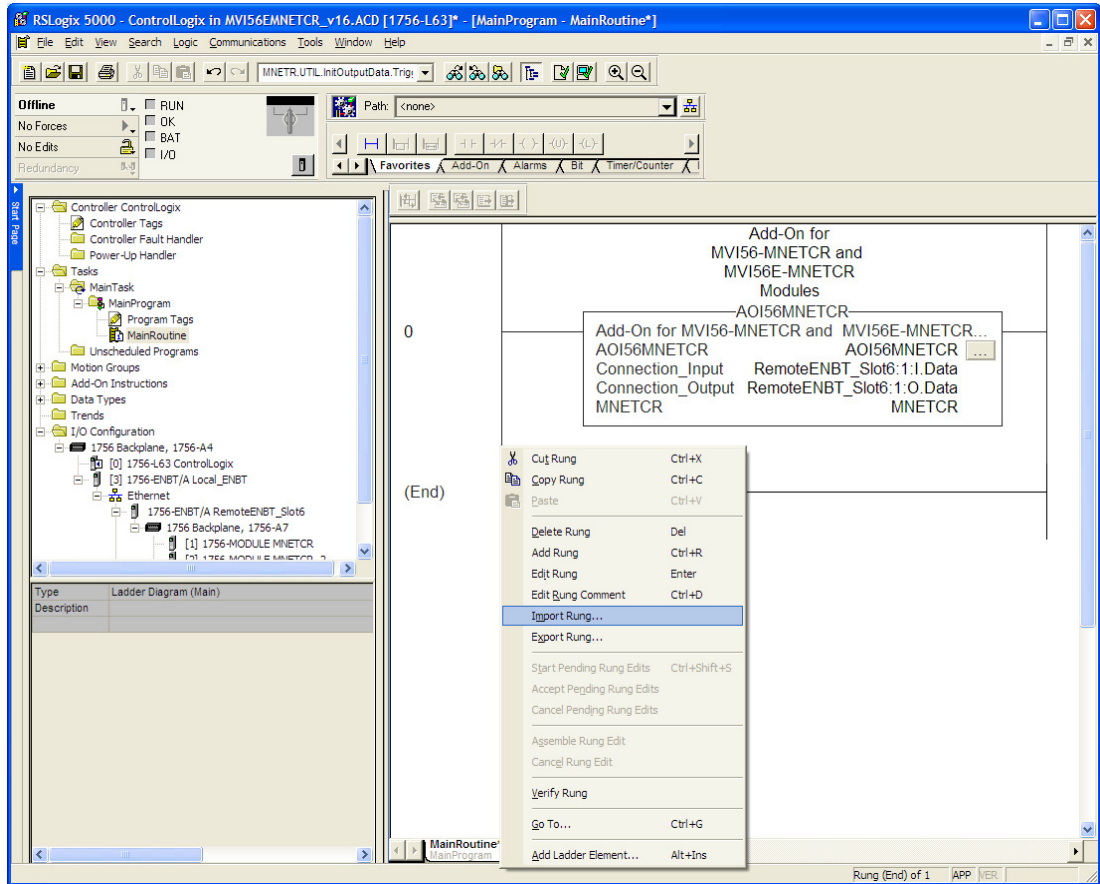 RSLogix 5000 - ControlLogix in MVI56EMNETCR_v16.ACD [1756-L63]* - [MainProgram - MainRoutine*]
File Edit View Search Logic Communications Tools Window Help
MNETR.UTIL.InitOutputData.Trig
Offline
RUN
No Forces
OK
No Edits
BAT
I/O
Redundancy
Path: <none>
Favorites Add-On Alarms Bit Timer/Counter
Start Page
Controller ControlLogix
Controller Tags
Controller Fault Handler
Power-Up Handler
Tasks
MainTask
MainProgram
Program Tags
MainRoutine
Unscheduled Programs
Motion Groups
Add-On Instructions
Data Types
Trends
I/O Configuration
1756 Backplane, 1756-A4
[0] 1756-L63 ControlLogix
[3] 1756-ENBT/A Local_ENBT
Ethernet
1756-ENBT/A RemoteENBT_Slot6
1756 Backplane, 1756-A7
[1] 1756-MODULE MNETCR
[2] 1756-MODULE MNETCR_2
Type Ladder Diagram (Main)
Description
Add-On for
MVI56-MNETCR and
MVI56E-MNETCR
Modules
AOI56MNETCR
0
Add-On for MVI56-MNETCR and MVI56E-MNETCR...
AOI56MNETCR AOI56MNETCR ...
Connection_Input RemoteENBT_Slot6:1:I.Data
Connection_Output RemoteENBT_Slot6:1:O.Data
MNETCR MNETCR
(End)
Cut Rung Ctrl+X
Copy Rung Ctrl+C
Paste Ctrl+V
Delete Rung Del
Add Rung Ctrl+R
Edit Rung Enter
Edit Rung Comment Ctrl+D
Import Rung...
Export Rung...
Start Pending Rung Edits Ctrl+Shift+S
Accept Pending Rung Edits
Cancel Pending Rung Edits
Assemble Rung Edit
Cancel Rung Edit
Verify Rung
Go To... Ctrl+G
Add Ladder Element... Alt+Ins
MainRoutine*
MainProgram
Rung (End) of 1 APP VER